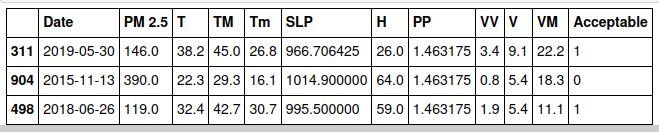 Date PM 2.5 T TM Tm SLP H PP VV V VM Acceptable
311 2019-05-30 146.0 38.2 45.0 26.8 966.706425 26.0 1.463175 3.4 9.1 22.2 1
904 2015-11-13 390.0 22.3 29.3 16.1 1014.900000 64.0 1.463175 0.8 5.4 18.3 0
498 2018-06-26 119.0 32.4 42.7 30.7 995.500000 59.0 1.463175 1.9 5.4 11.1 1